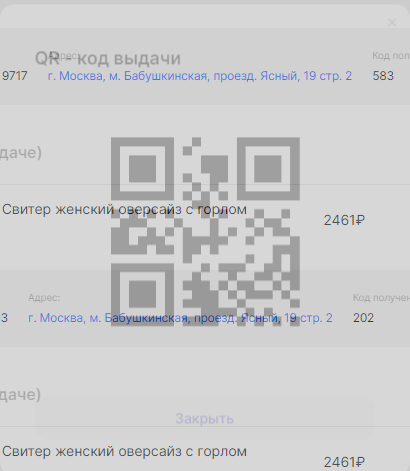 ×
QR - код выдачи
Адрес:
Код пол
9717 г. Москва, м. Бабушкинская, проезд. Ясный, 19 стр. 2 583
даче)
Свитер женский оверсайз с горлом 2461₽
Адрес:
Код получен
3 г. Москва, м. Бабушкинская, проезд. Ясный, 19 стр. 2 202
даче)
Закрыть
Свитер женский оверсайз с горлом 2461₽